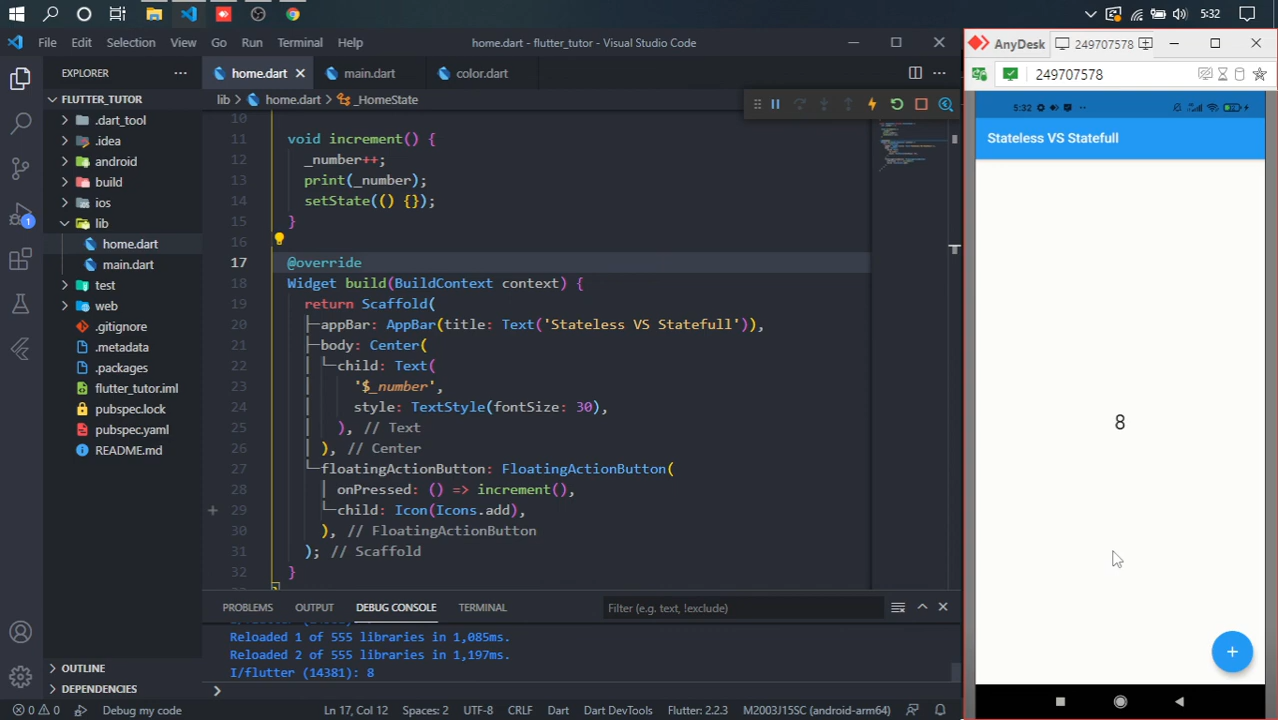 5:32
File Edit Selection View Go Run Terminal Help
home.dart - flutter_tutor - Visual Studio Code
EXPLORER
FLUTTER_TUTOR
.dart_tool
.idea
android
build
ios
lib
home.dart
main.dart
test
web
.gitignore
.metadata
.packages
flutter_tutor.iml
pubspec.lock
pubspec.yaml
README.md
OUTLINE
DEPENDENCIES
1
home.dart main.dart color.dart
lib > home.dart > _HomeState
10
11 void increment() {
12 _number++;
13 print(_number);
14 setState(() {});
15 }
16
17 @override
18 Widget build(BuildContext context) {
19 return Scaffold(
20 appBar: AppBar(title: Text('Stateless VS Statefull')),
21 body: Center(
22 child: Text(
23 '$_number',
24 style: TextStyle(fontSize: 30),
25 ), // Text
26 ), // Center
27 floatingActionButton: FloatingActionButton(
28 onPressed: () => increment(),
29 child: Icon(Icons.add),
30 ), // FloatingActionButton
31 ); // Scaffold
32 }
PROBLEMS OUTPUT DEBUG CONSOLE TERMINAL
Filter (e.g. text, !exclude)
Reloaded 1 of 555 libraries in 1,085ms.
Reloaded 2 of 555 libraries in 1,197ms.
I/flutter (14381): 8
0 0 Debug my code
Ln 17, Col 12 Spaces: 2 UTF-8 CRLF Dart Dart DevTools Flutter: 2.2.3 M2003J15SC (android-arm64)
AnyDesk 249707578
249707578
5:32
Stateless VS Statefull
8
+